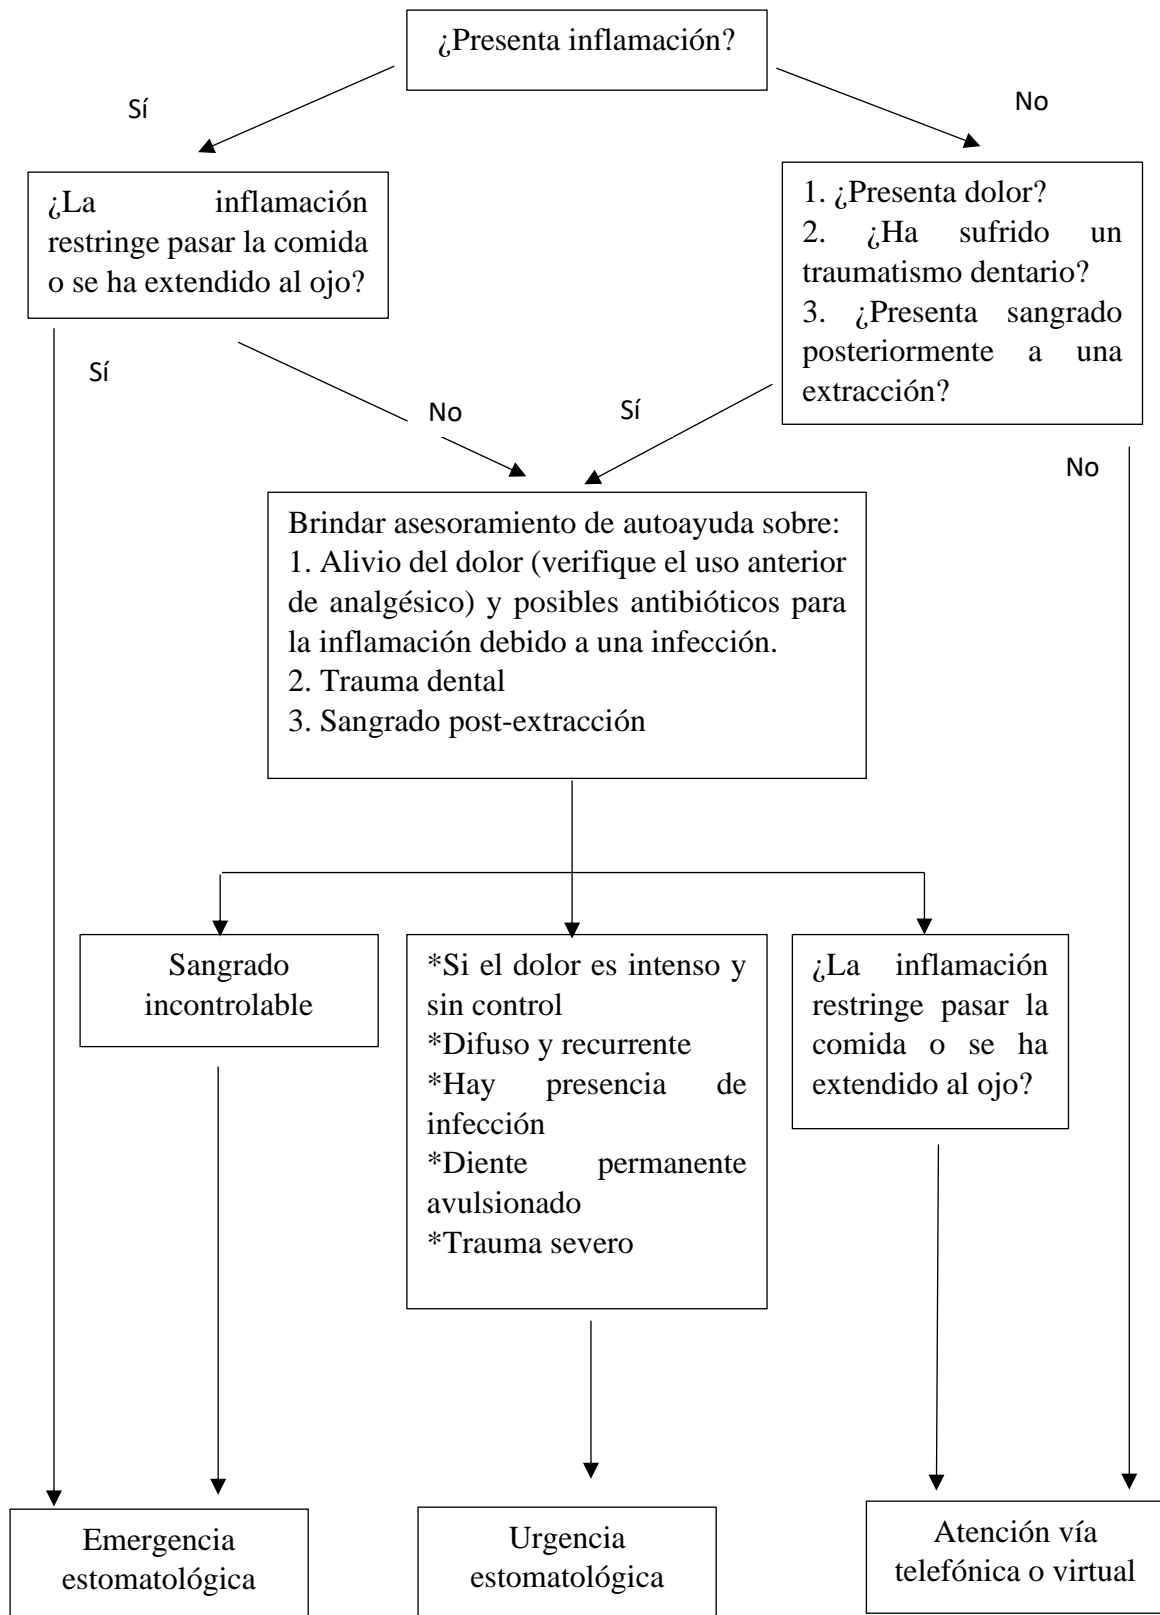 ¿Presenta inflamación?
Sí
No
¿La inflamación
restringe pasar la comida
o se ha extendido al ojo?
1. ¿Presenta dolor?
2. ¿Ha sufrido un
traumatismo dentario?
3. ¿Presenta sangrado
posteriormente a una
extracción?
Sí
No
Sí
No
Brindar asesoramiento de autoayuda sobre:
1. Alivio del dolor (verifique el uso anterior
de analgésico) y posibles antibióticos para
la inflamación debido a una infección.
2. Trauma dental
3. Sangrado post-extracción
Sangrado
incontrolable
*Si el dolor es intenso y
sin control
*Difuso y recurrente
*Hay presencia de
infección
*Diente permanente
avulsionado
*Trauma severo
¿La inflamación
restringe pasar la
comida o se ha
extendido al ojo?
Emergencia
estomatológica
Urgencia
estomatológica
Atención vía
telefónica o virtual